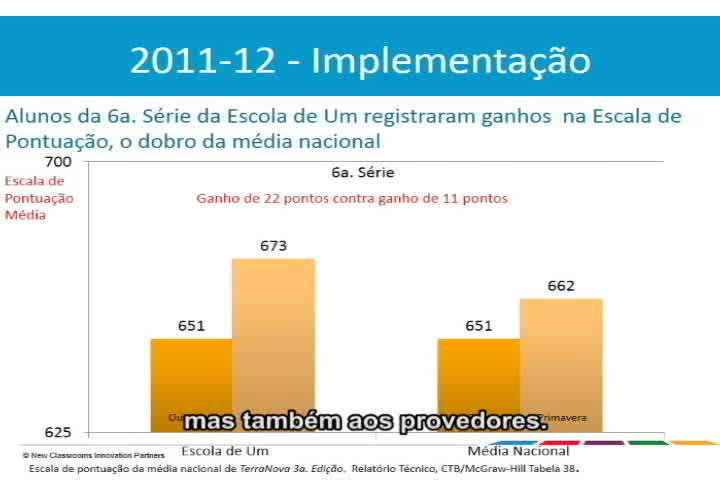 2011-12 - Implementação
Alunos da 6a. Série da Escola de Um registraram ganhos na Escala de
Pontuação, o dobro da média nacional
700
6a. Série
Escala de
Pontuação
Média
Ganho de 22 pontos contra ganho de 11 pontos
673
662
651
651
Primavera
mas também aos provedores.
625
Escola de Um
Média Nacional
© New Classrooms Innovation Partners
Escala de pontuação da média nacional de TerraNova 3a. Edição. Relatório Técnico, CTB/McGraw-Hill Tabela 38.